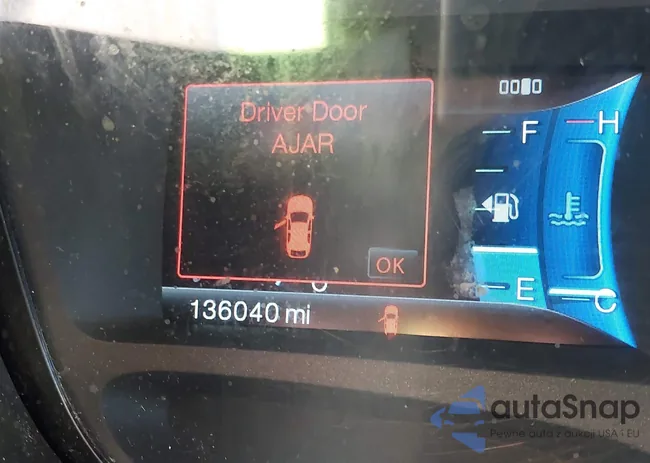 Driver Door
AJAR
OK
F
H
E
C
136040 mi
autaSnap
Pewne auta z aukcji USA i EU